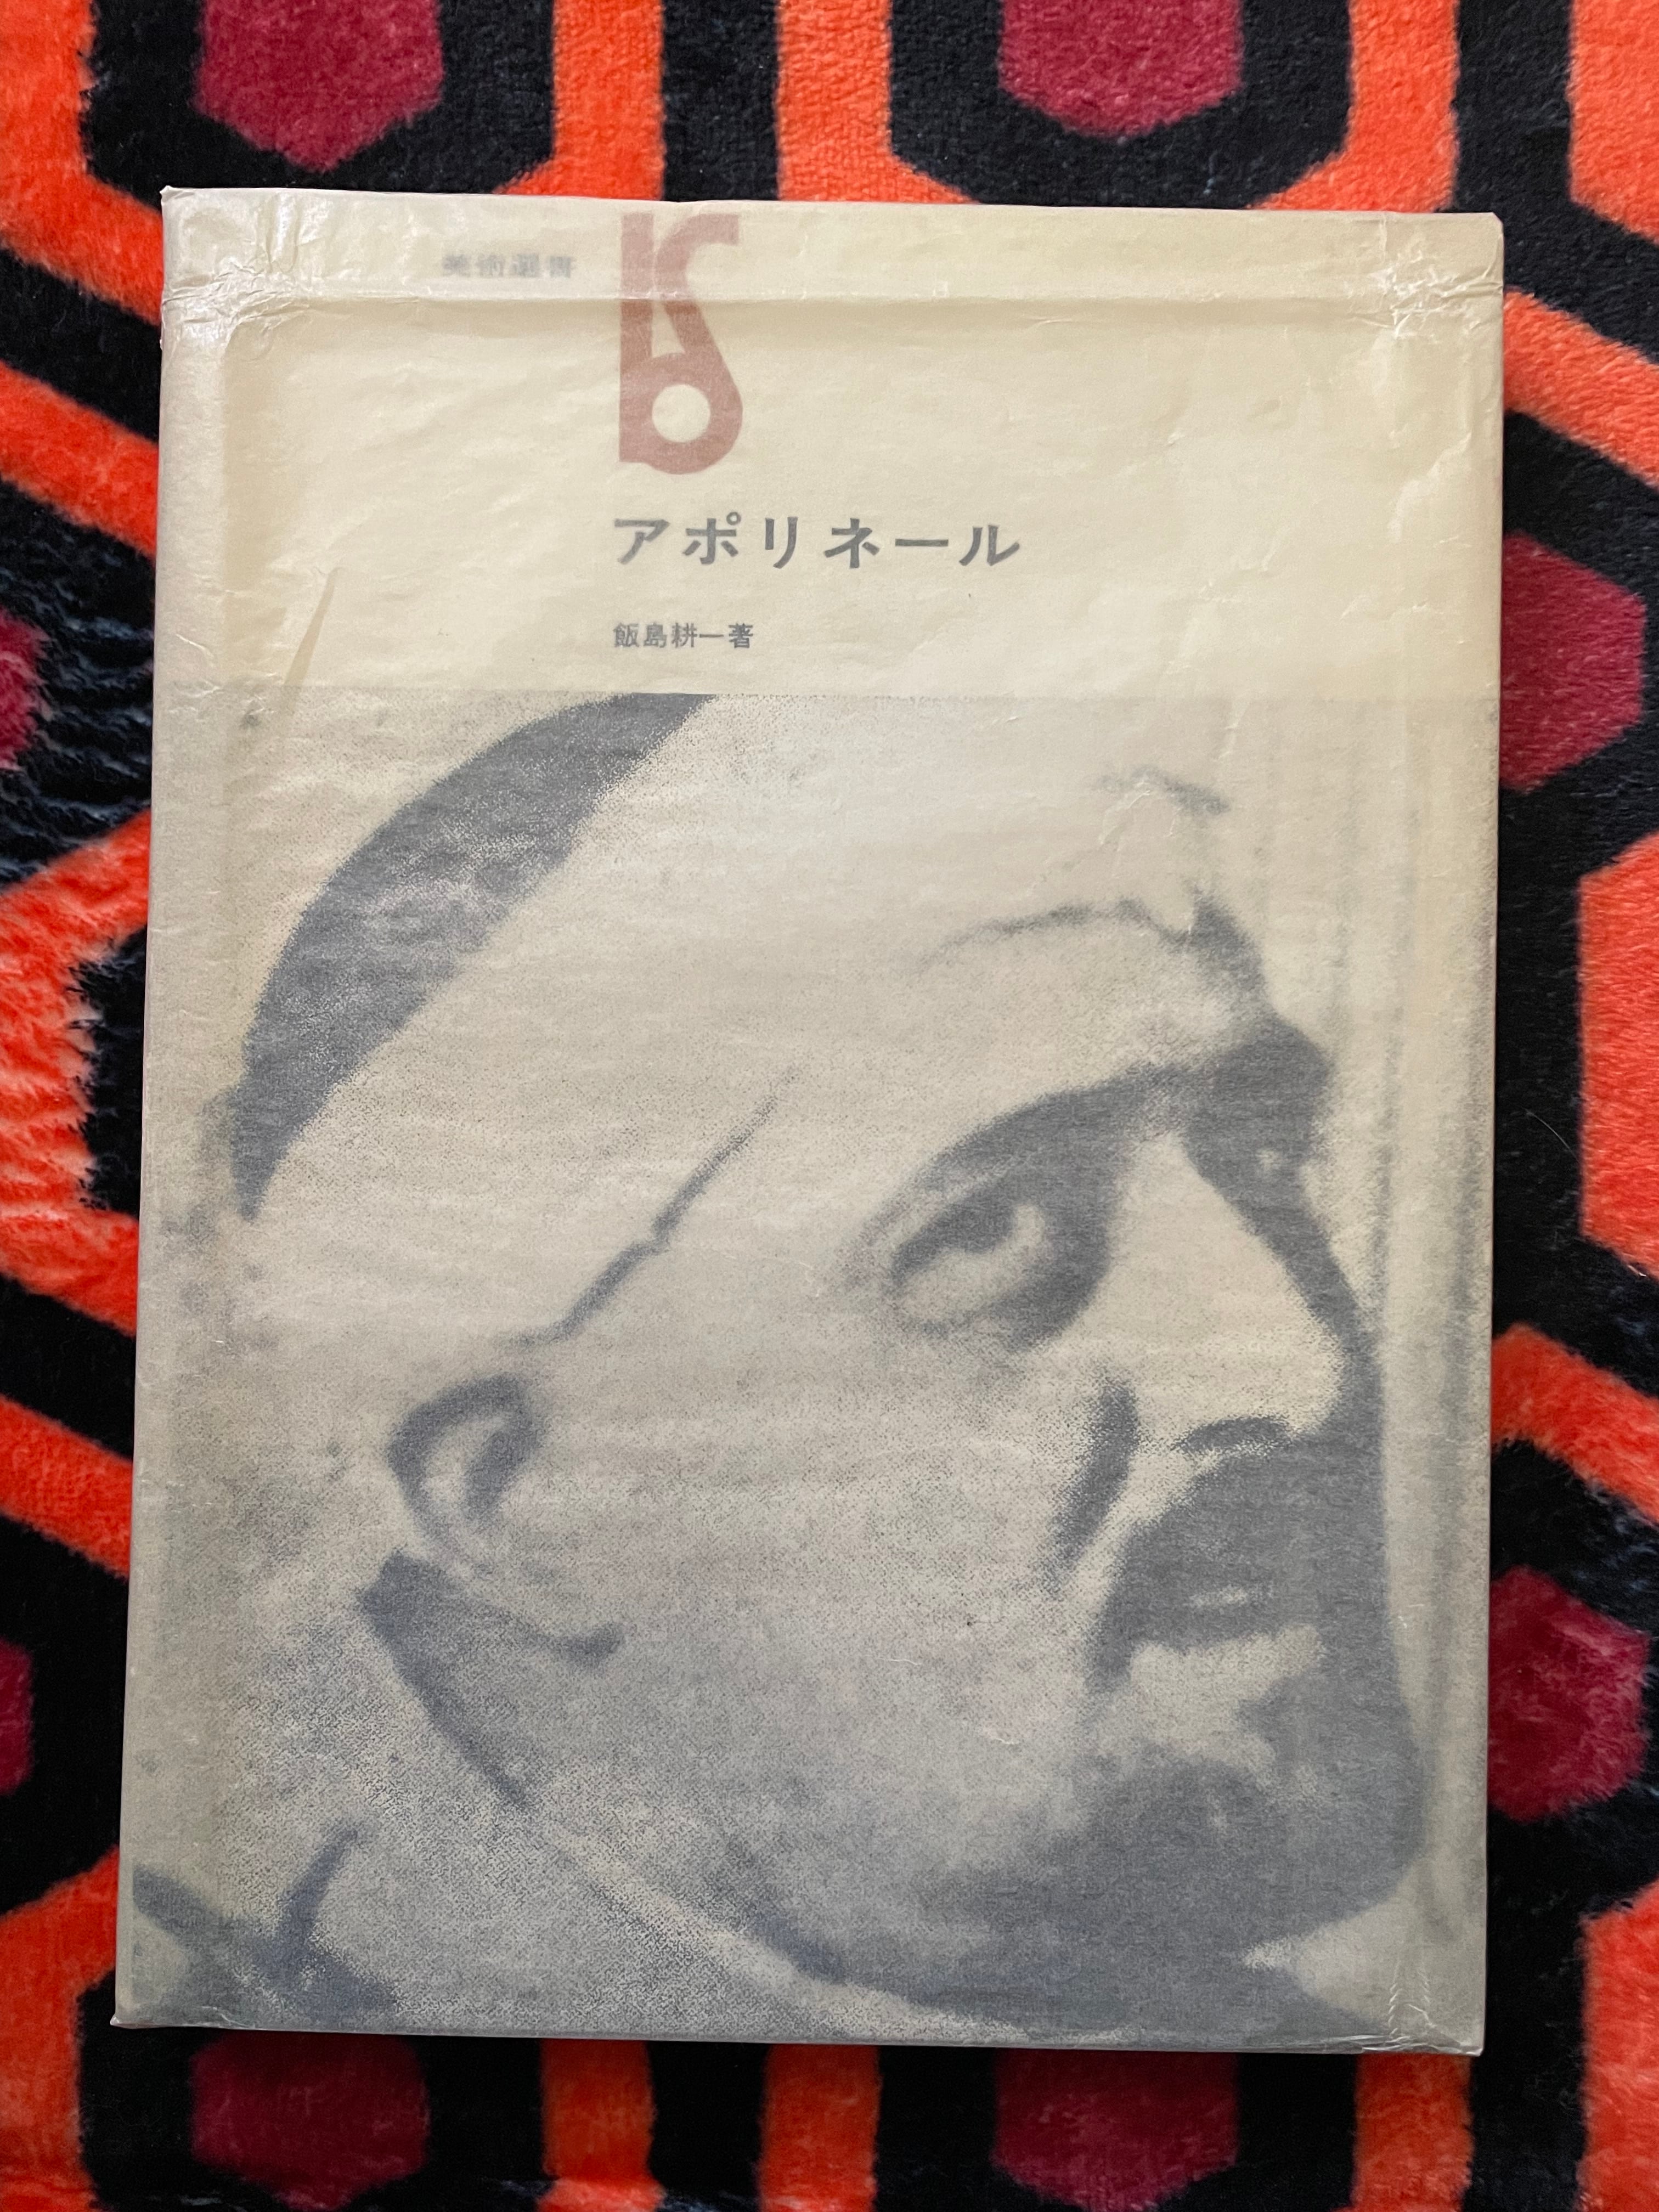 美術選書
アポリネール
飯島耕一著